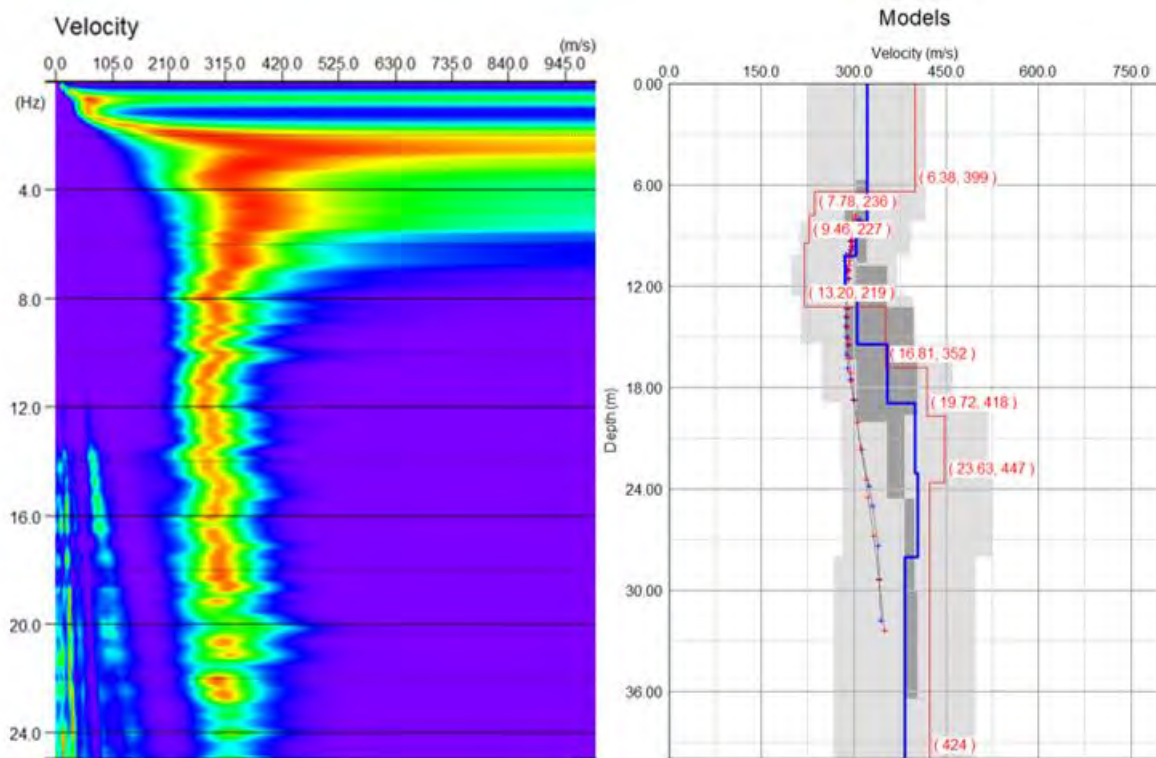 Velocity
(m/s)
0.0 105.0 210.0 315.0 420.0 525.0 630.0 735.0 840.0 945.0
(Hz)
4.0
8.0
12.0
16.0
20.0
24.0
Models
Velocity (m/s)
0.0 150.0 300.0 450.0 600.0 750.0
0.00
6.00
12.00
18.00
24.00
30.00
36.00
Depth (m)
( 6.38, 399 )
( 7.78, 236 )
( 9.46, 227 )
( 13.20, 219 )
( 16.81, 352 )
( 19.72, 418 )
( 23.63, 447 )
( 424 )